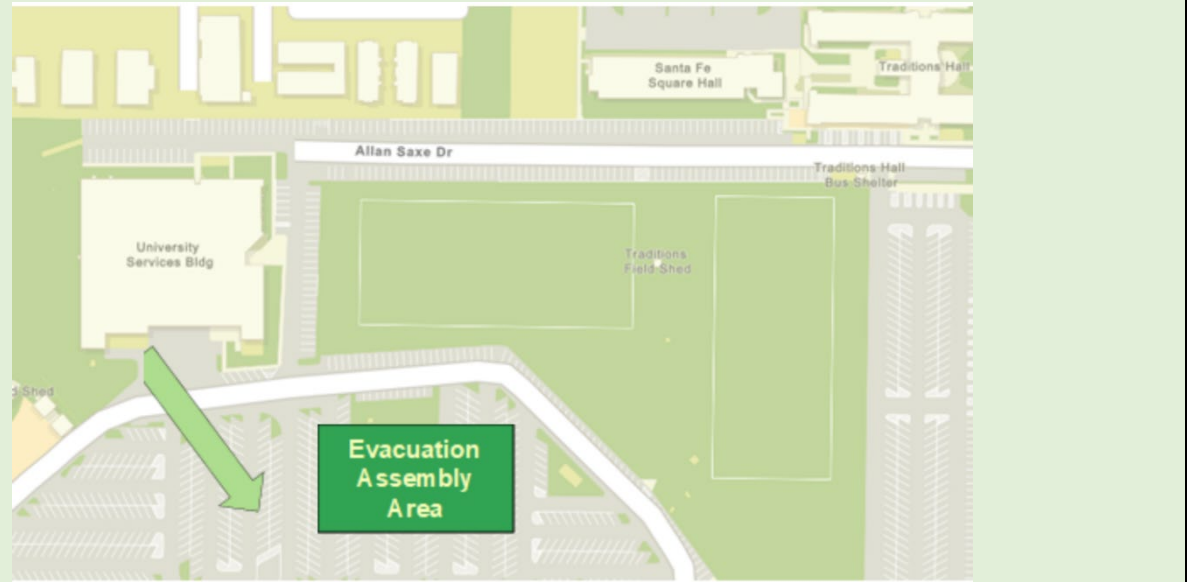 Santa Fe
Square Hall
Traditions Hall
Allan Saxe Dr
Traditions Hall
Bus Shelter
University
Services Bldg
Traditions
Field Shed
d Shed
Evacuation
Assembly
Area